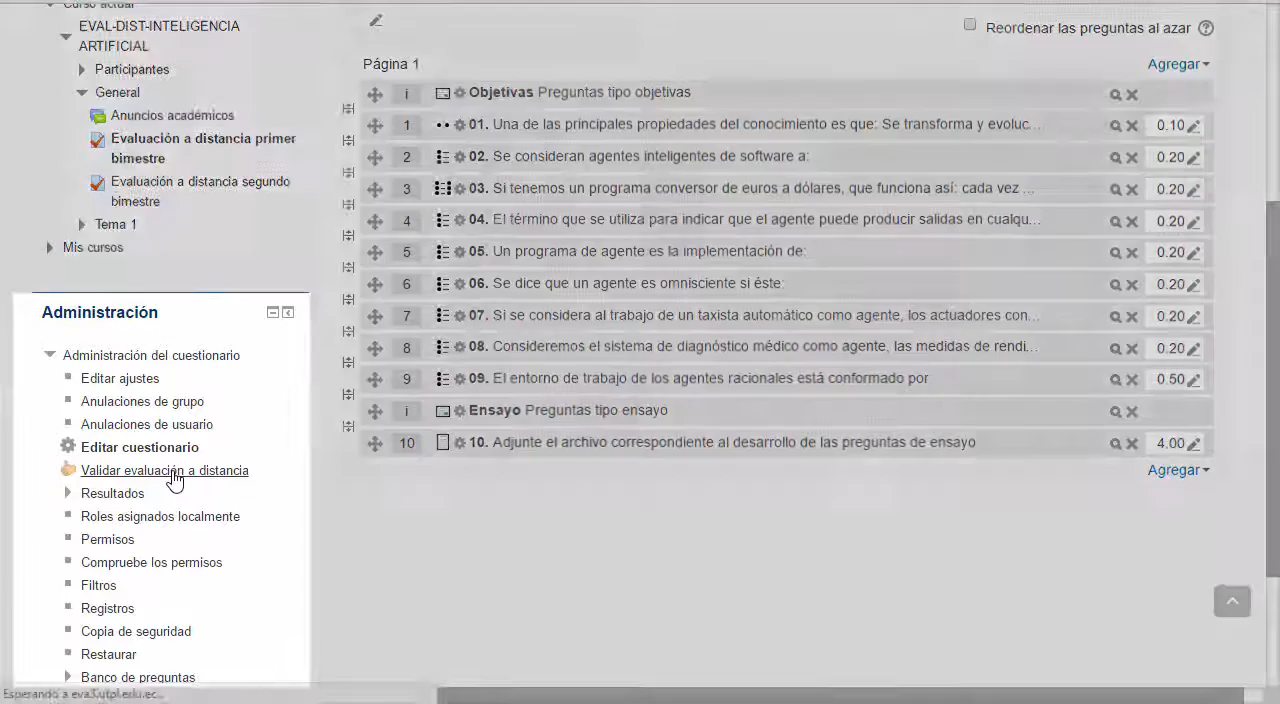 Curso actual
EVAL-DIST-INTELIGENCIA
ARTIFICIAL
Participantes
General
Anuncios académicos
Evaluación a distancia primer
bimestre
Evaluación a distancia segundo
bimestre
Tema 1
Mis cursos
Administración
Administración del cuestionario
Editar ajustes
Anulaciones de grupo
Anulaciones de usuario
Editar cuestionario
Validar evaluación a distancia
Resultados
Roles asignados localmente
Permisos
Compruebe los permisos
Filtros
Registros
Copia de seguridad
Restaurar
Banco de preguntas
Esperando a eva3.utpl.edu.ec...
Reordenar las preguntas al azar
Página 1 Agregar
i Objetivas Preguntas tipo objetivas
1 01. Una de las principales propiedades del conocimiento es que: Se transforma y evoluc... 0.10
2 02. Se consideran agentes inteligentes de software a: 0.20
3 03. Si tenemos un programa conversor de euros a dólares, que funciona así: cada vez ... 0.20
4 04. El término que se utiliza para indicar que el agente puede producir salidas en cualqu... 0.20
5 05. Un programa de agente es la implementación de: 0.20
6 06. Se dice que un agente es omnisciente si éste: 0.20
7 07. Si se considera al trabajo de un taxista automático como agente, los actuadores con... 0.20
8 08. Consideremos el sistema de diagnóstico médico como agente, las medidas de rendi... 0.20
9 09. El entorno de trabajo de los agentes racionales está conformado por 0.50
i Ensayo Preguntas tipo ensayo
10 10. Adjunte el archivo correspondiente al desarrollo de las preguntas de ensayo 4.00
Agregar